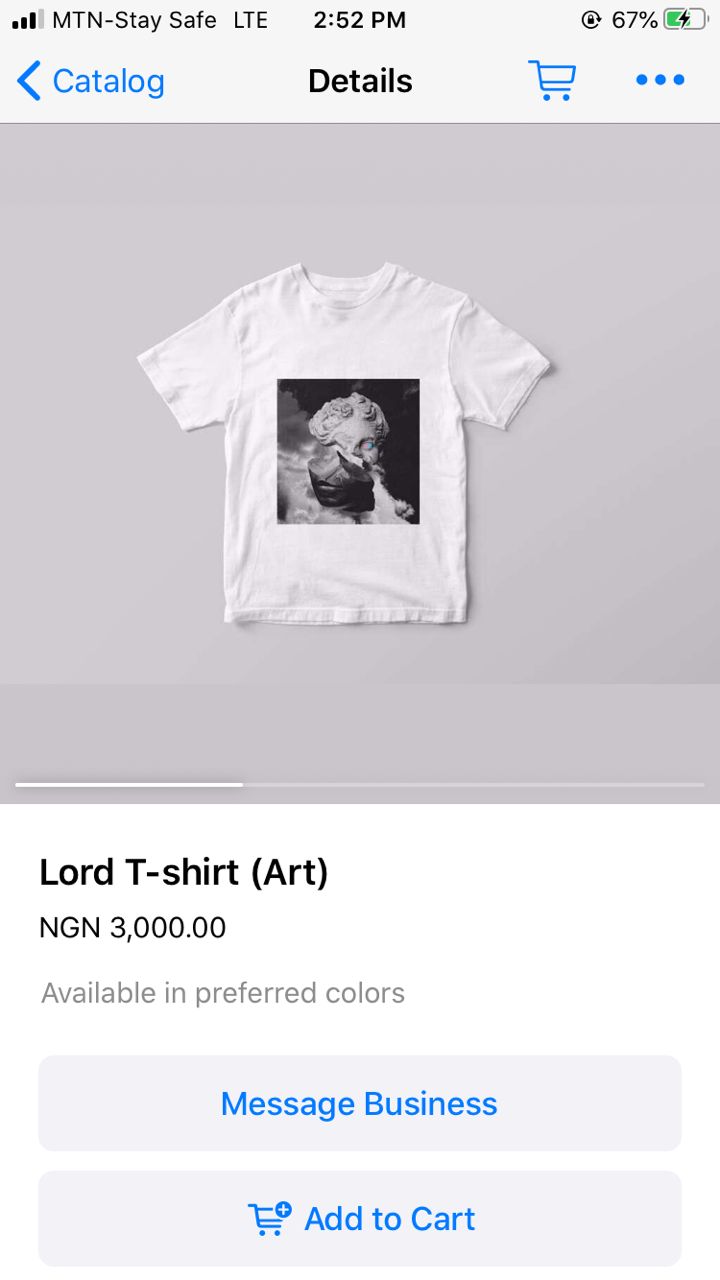 MTN-Stay Safe LTE 2:52 PM 67%
Catalog Details
Lord T-shirt (Art)
NGN 3,000.00
Available in preferred colors
Message Business
Add to Cart